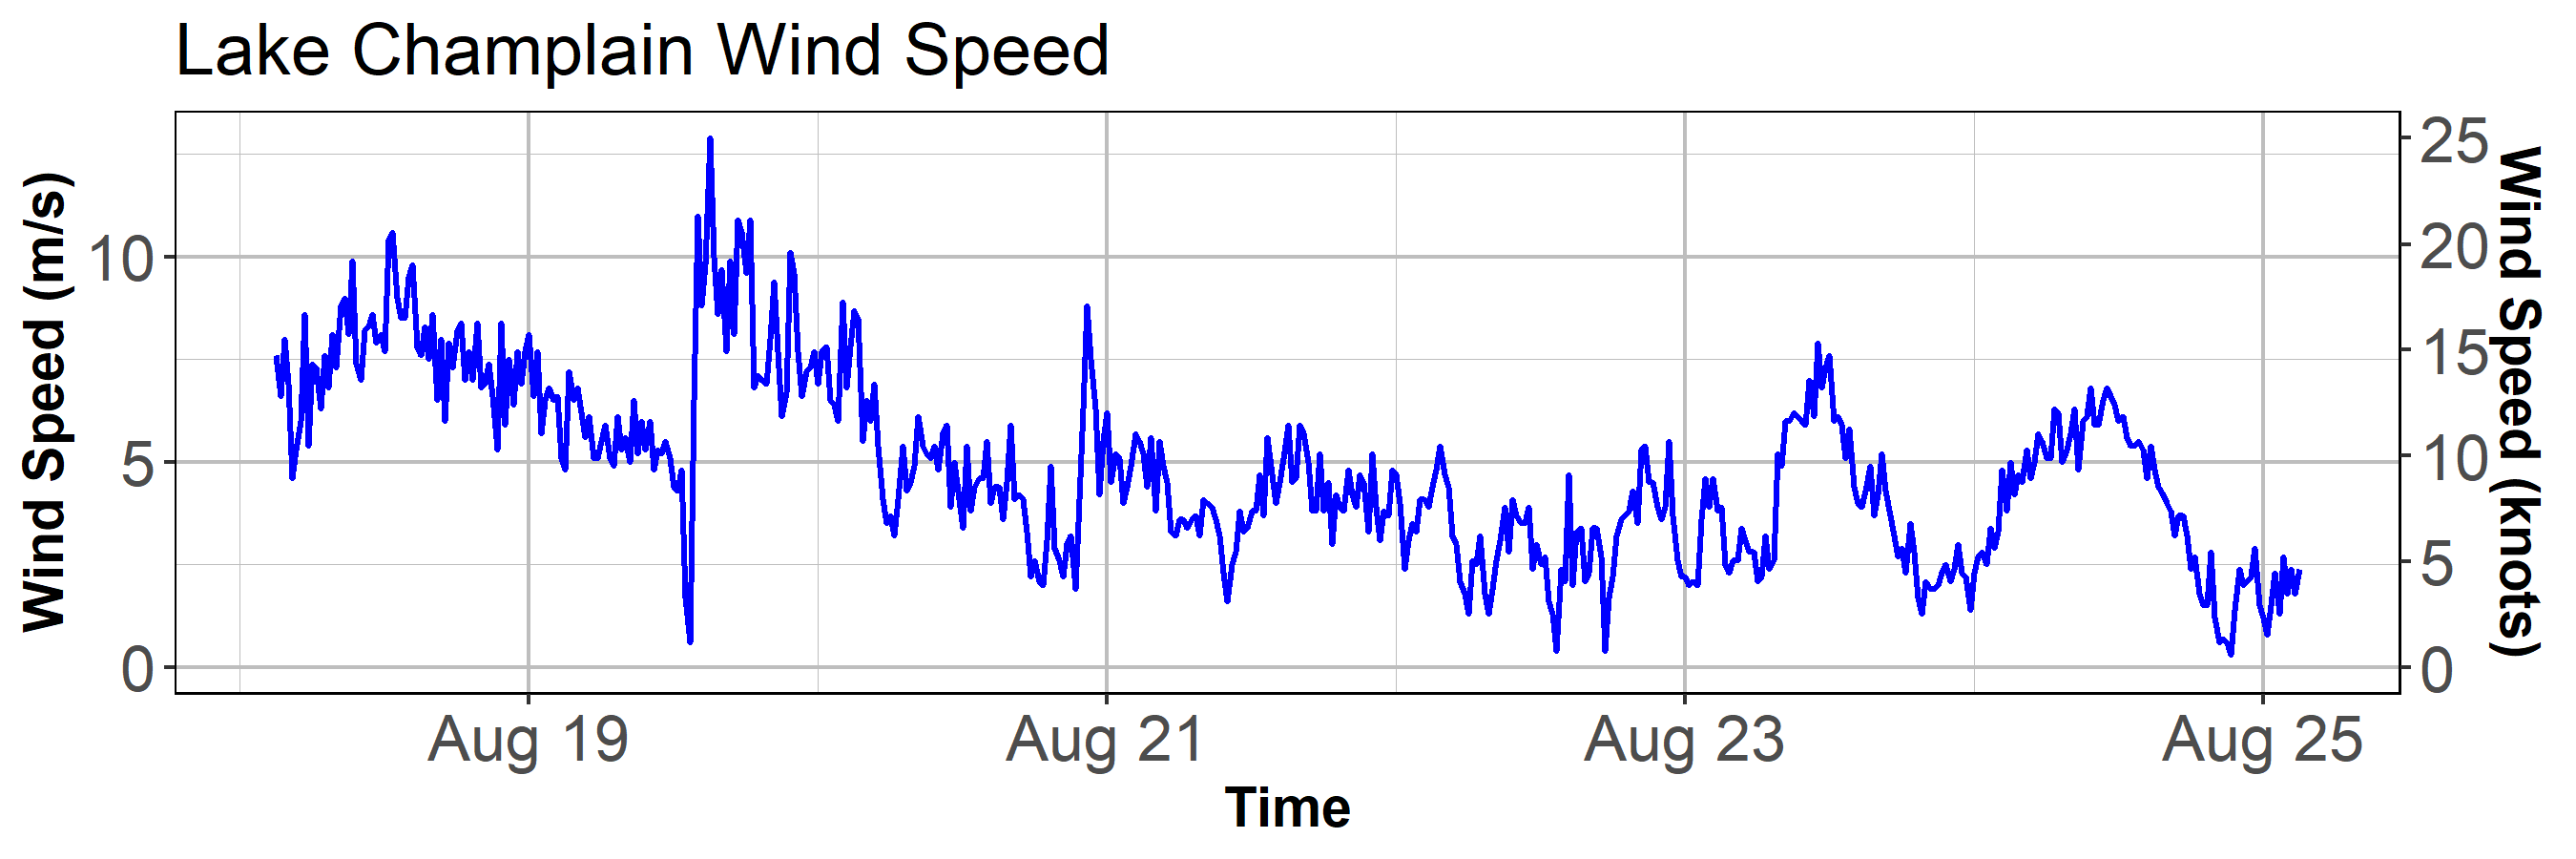 Lake Champlain Wind Speed
Wind Speed (m/s)
10
5
0
25
20
15
10
5
0
Wind Speed (knots)
Aug 19
Aug 21
Aug 23
Aug 25
Time